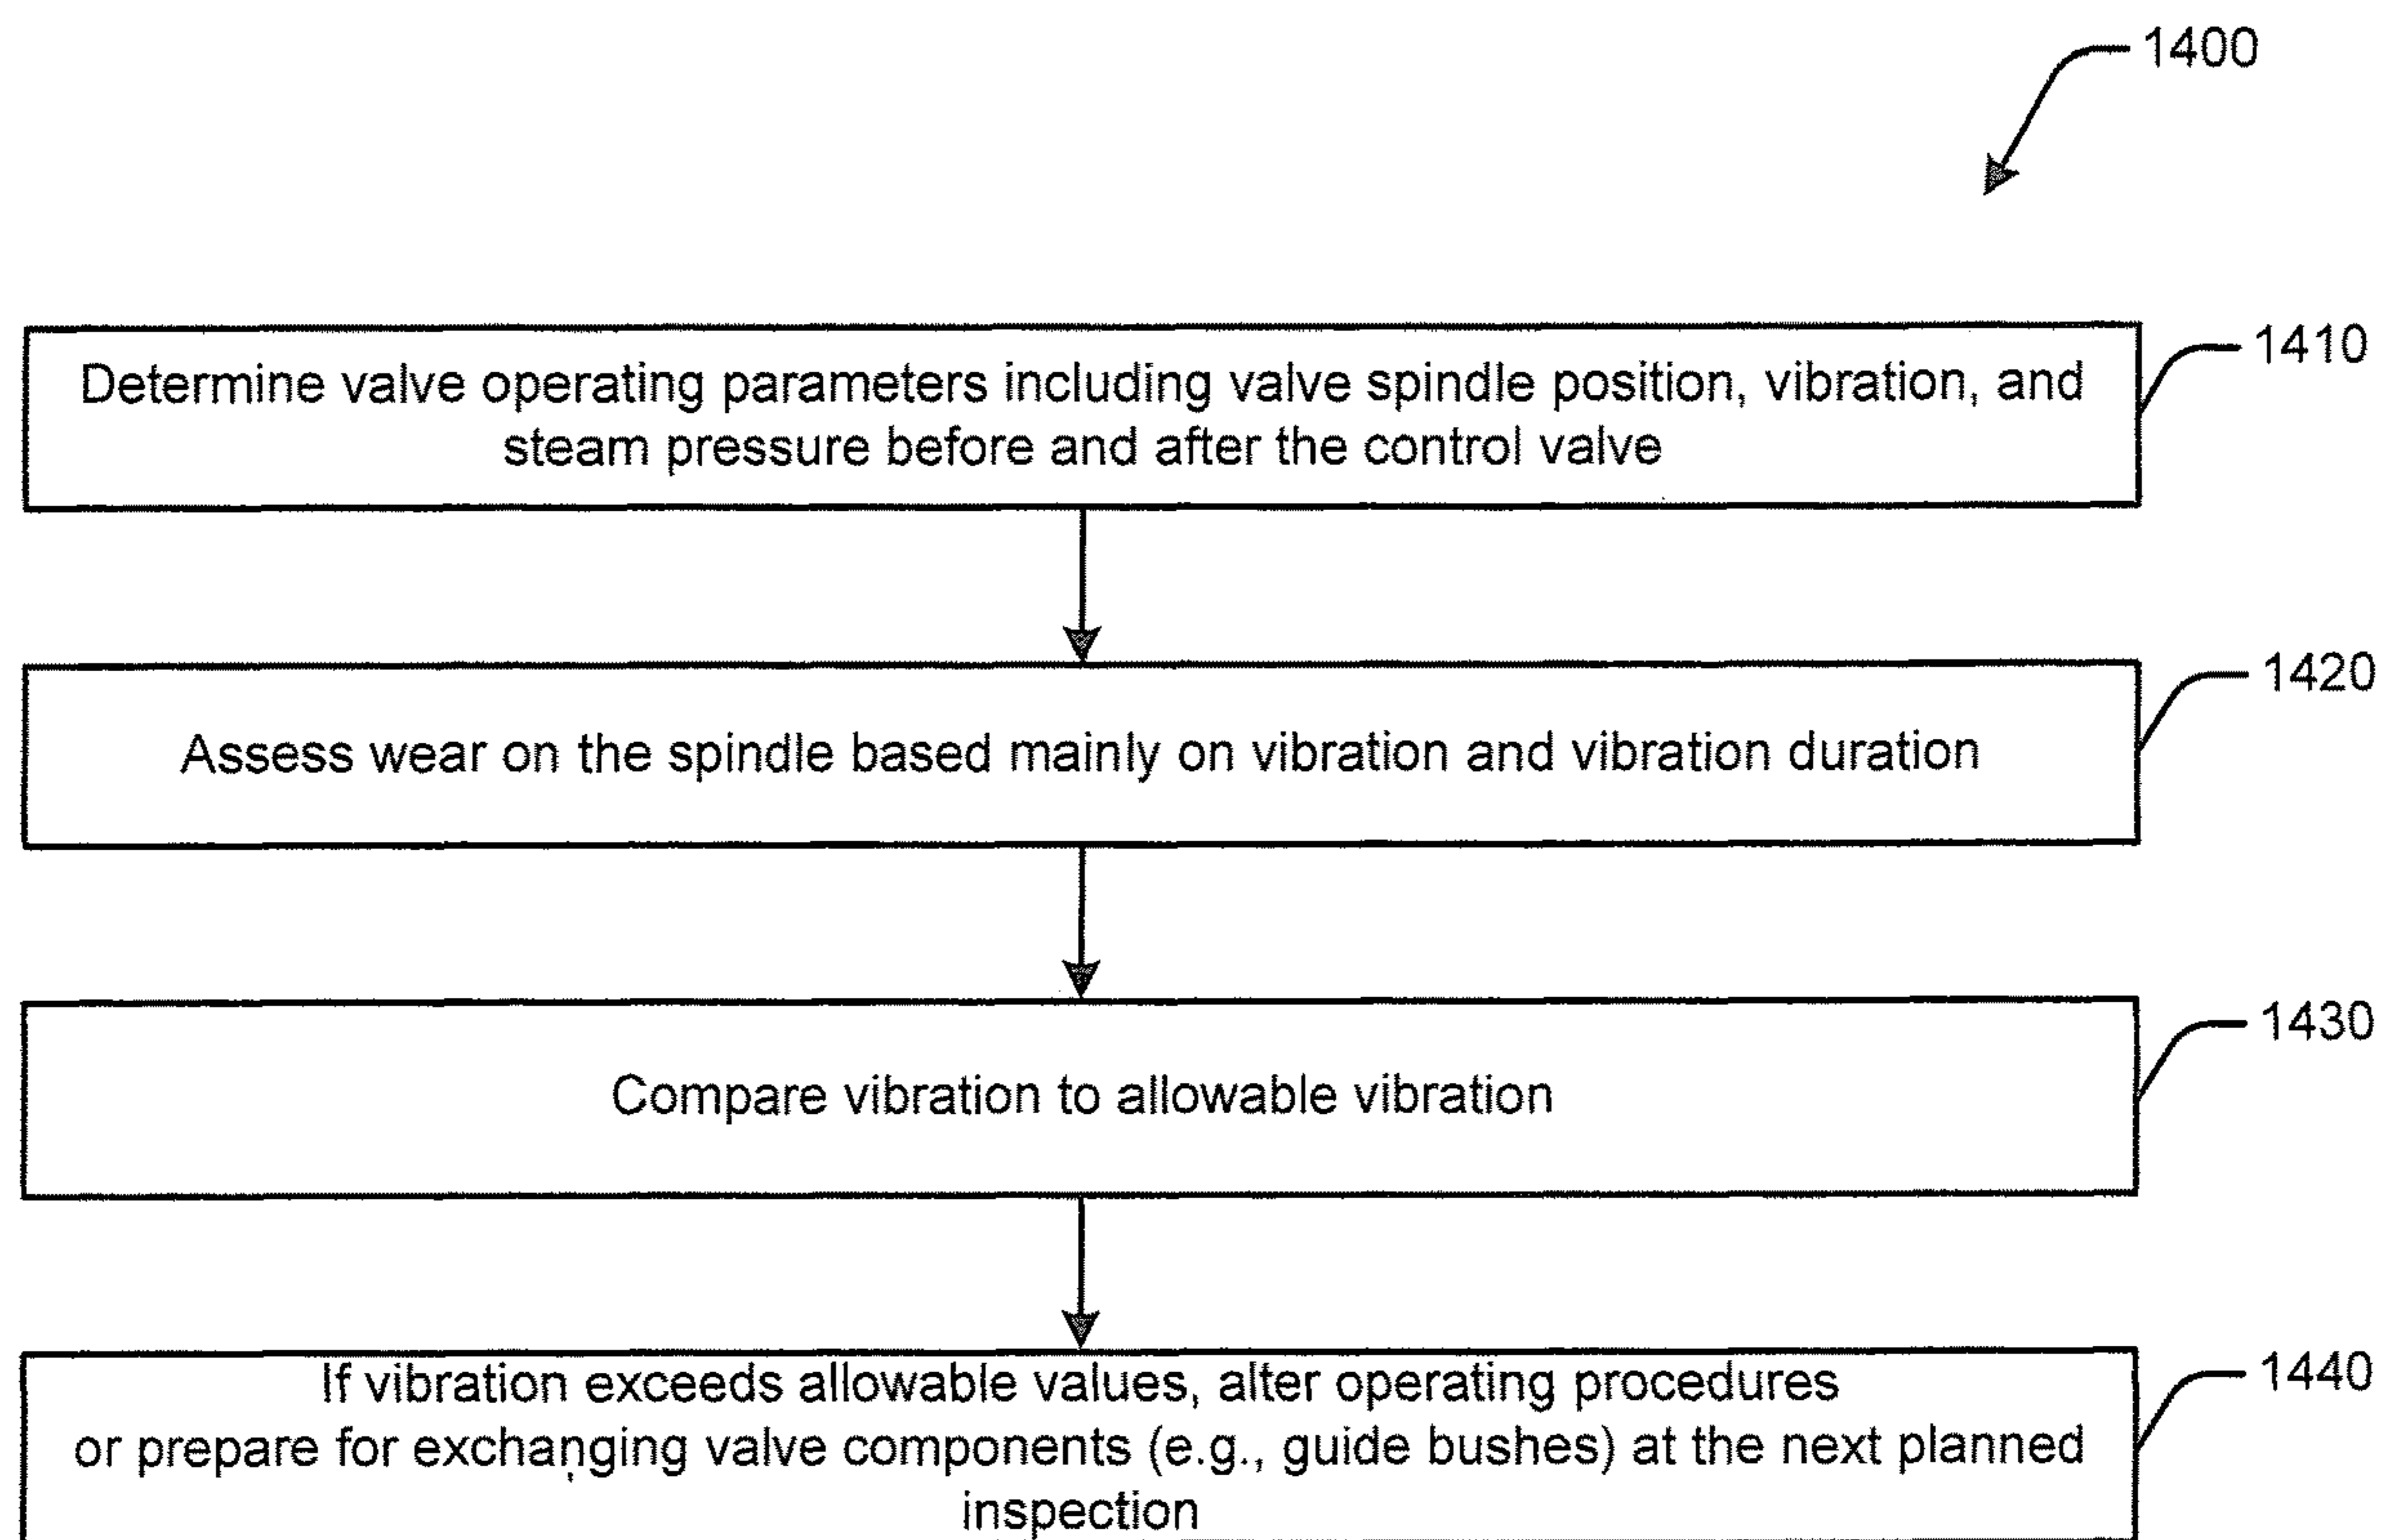 1400
Determine valve operating parameters including valve spindle position, vibration, and
steam pressure before and after the control valve
1410
Assess wear on the spindle based mainly on vibration and vibration duration
1420
Compare vibration to allowable vibration
1430
If vibration exceeds allowable values, alter operating procedures
or prepare for exchanging valve components (e.g., guide bushes) at the next planned
inspection
1440